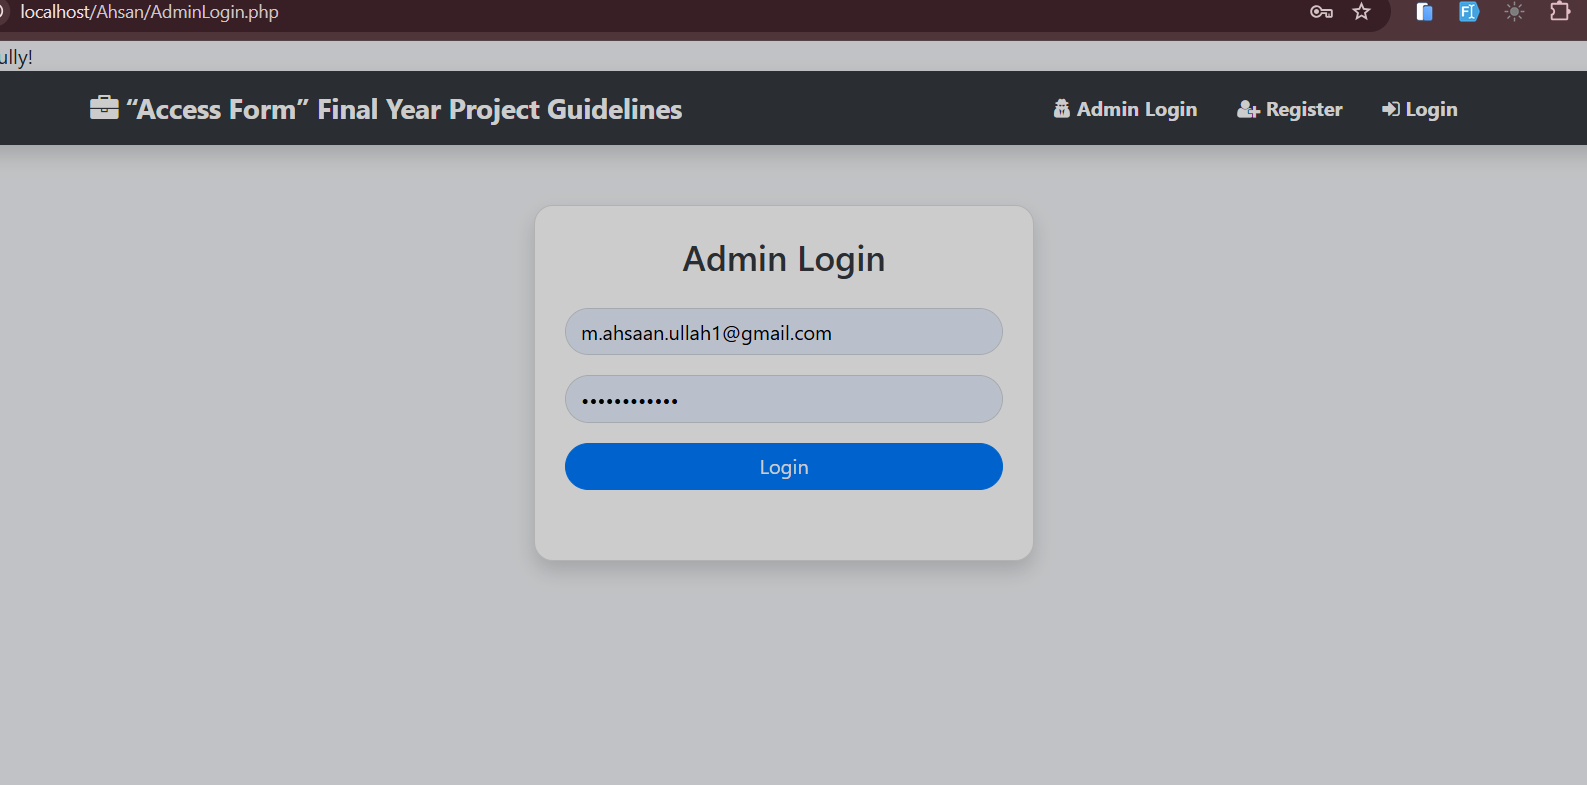 localhost/Ahsan/AdminLogin.php
ully!
“Access Form” Final Year Project Guidelines
Admin Login
Register
Login
Admin Login
m.ahsaan.ullah1@gmail.com
••••••••••••
Login